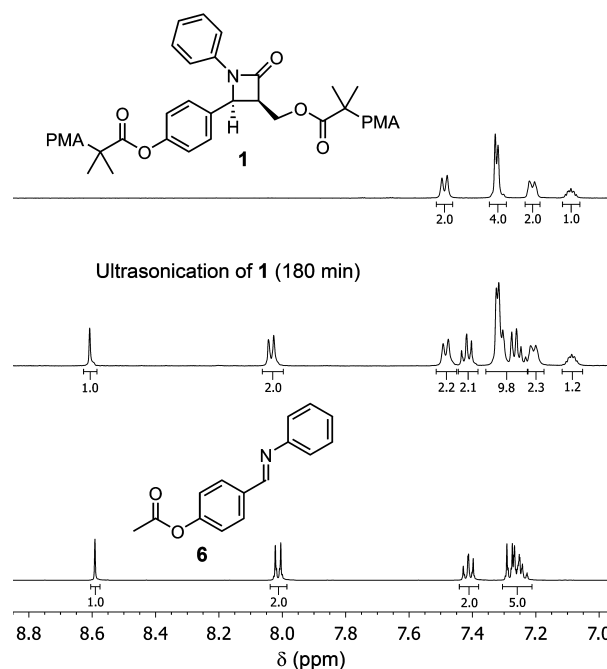 N
O
O
PMA
O
H
O
O
PMA
1
2.0
4.0
2.0
1.0
Ultrasonication of 1 (180 min)
1.0
2.0
2.2
2.1
9.8
2.3
1.2
N
O
O
6
1.0
2.0
2.0
5.0
8.8 8.6 8.4 8.2 8.0 7.8 7.6 7.4 7.2 7.0
δ (ppm)